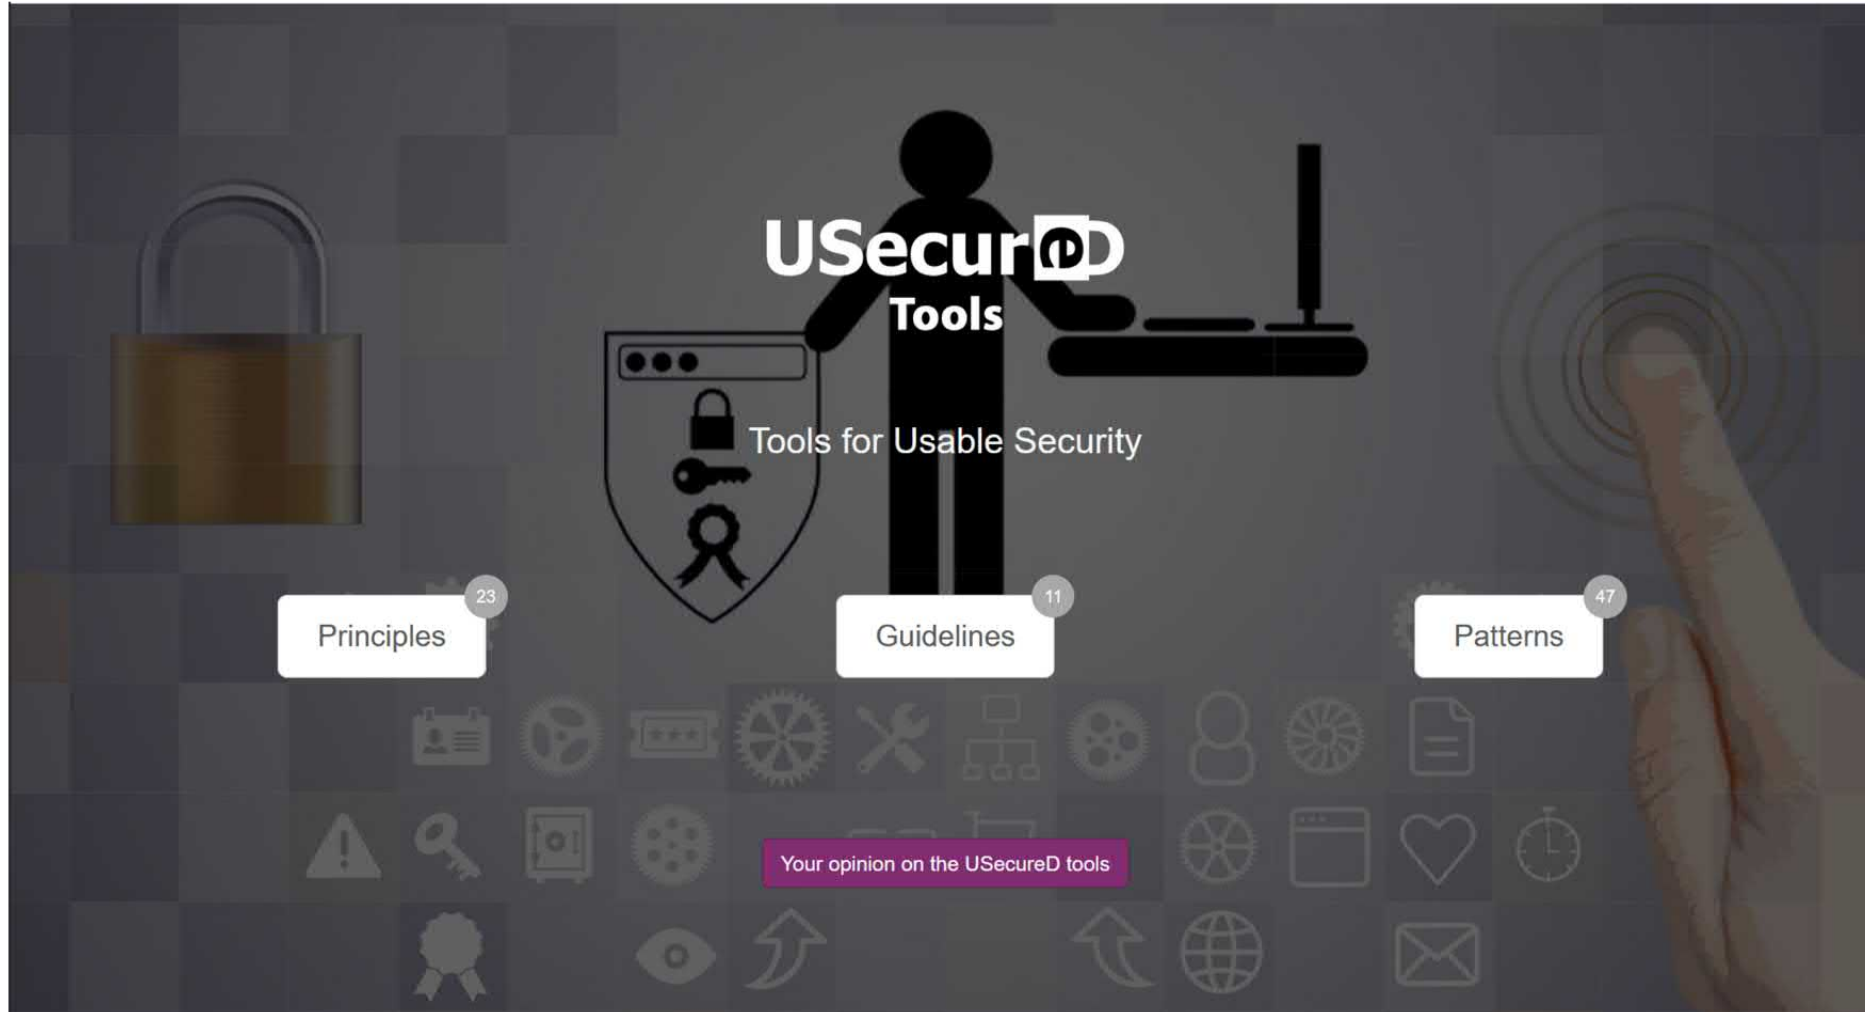 USecureD
Tools
Tools for Usable Security
23
Principles
11
Guidelines
47
Patterns
Your opinion on the USecureD tools